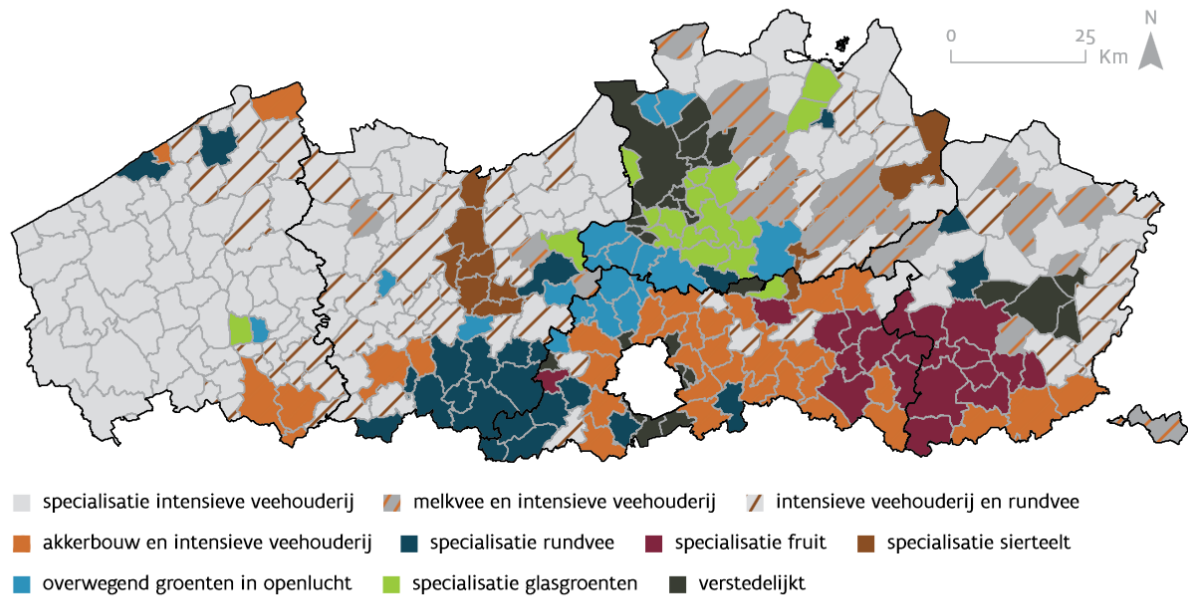 N
0 25
Km
specialisatie intensieve veehouderij melkvee en intensieve veehouderij intensieve veehouderij en rundvee
akkerbouw en intensieve veehouderij specialisatie rundvee specialisatie fruit specialisatie sierteelt
overwegend groenten in openlucht specialisatie glasgroenten verstedelijkt